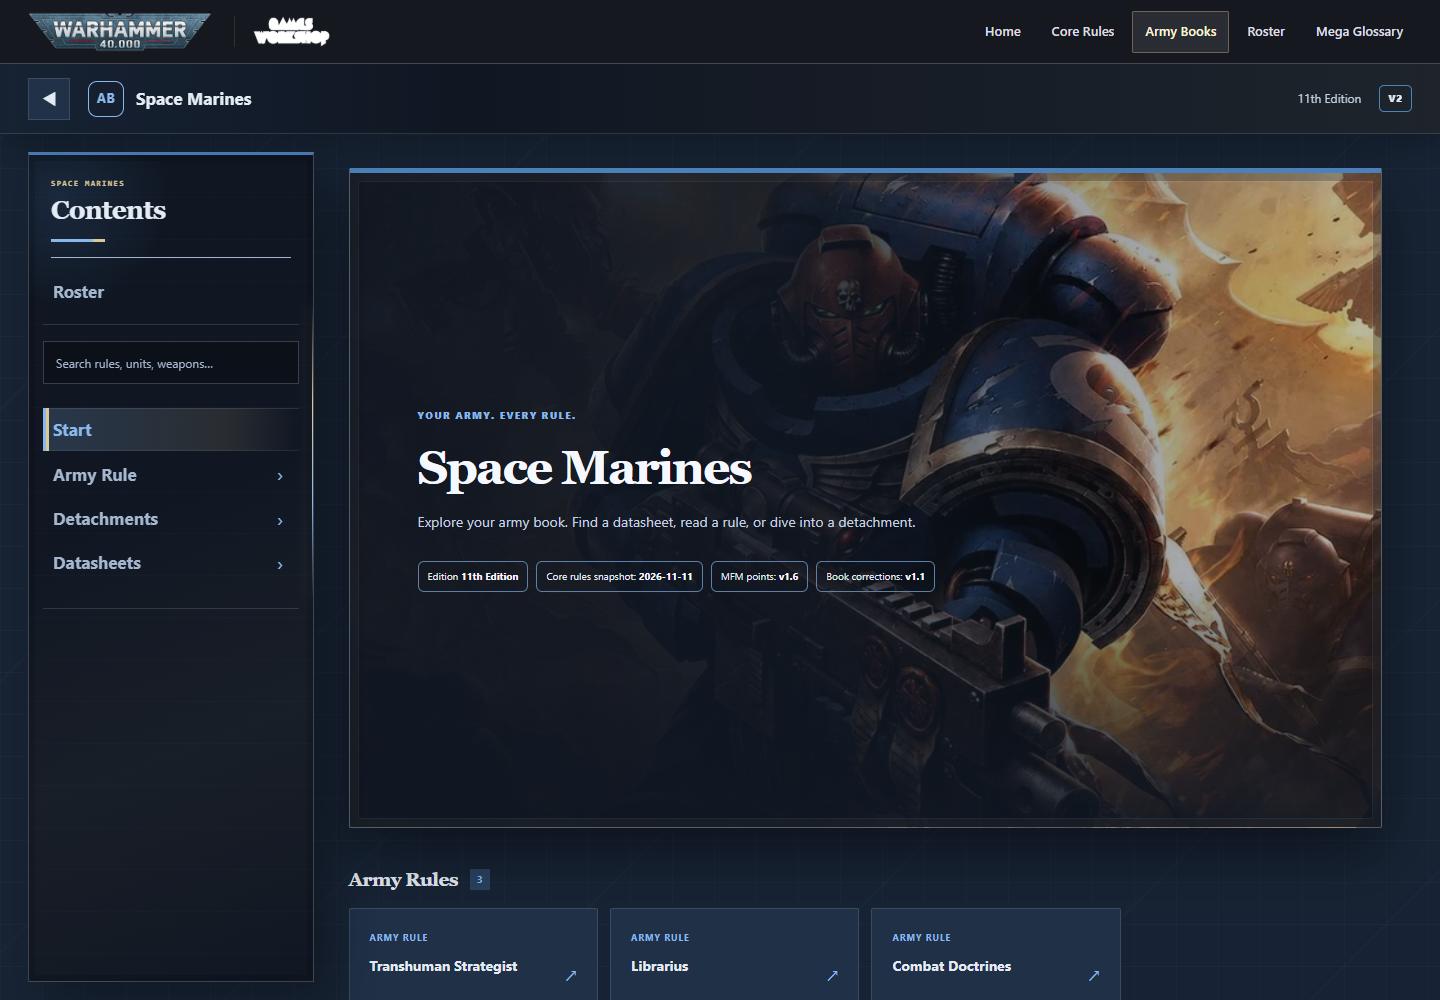 WARHAMMER
40,000
GAMES
WORKSHOP
Home
Core Rules
Army Books
Roster
Mega Glossary
◀
AB
Space Marines
11th Edition
V2
SPACE MARINES
Contents
Roster
Search rules, units, weapons...
Start
Army Rule ›
Detachments ›
Datasheets ›
YOUR ARMY. EVERY RULE.
Space Marines
Explore your army book. Find a datasheet, read a rule, or dive into a detachment.
Edition 11th Edition
Core rules snapshot: 2026-11-11
MFM points: v1.6
Book corrections: v1.1
Army Rules 3
ARMY RULE
Transhuman Strategist
↗
ARMY RULE
Librarius
↗
ARMY RULE
Combat Doctrines
↗